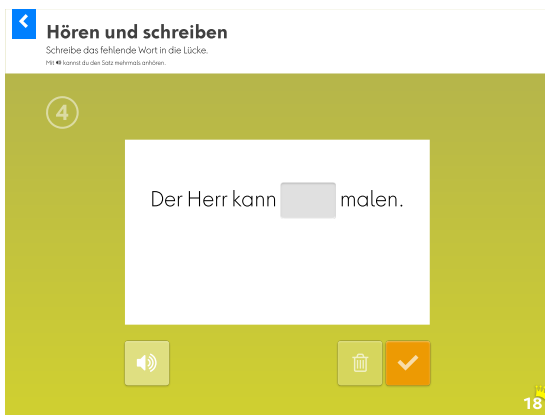 Hören und schreiben
Schreibe das fehlende Wort in die Lücke.
Mit 🔊 kannst du den Satz mehrmals anhören.
4
Der Herr kann malen.
18